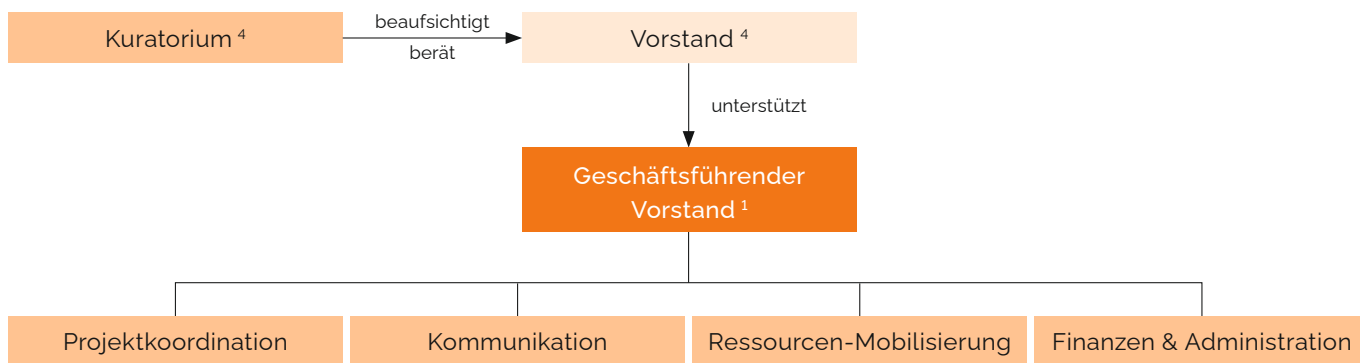 Kuratorium ⁴
beaufsichtigt
berät
Vorstand ⁴
unterstützt
Geschäftsführender
Vorstand ¹
Projektkoordination
Kommunikation
Ressourcen-Mobilisierung
Finanzen & Administration